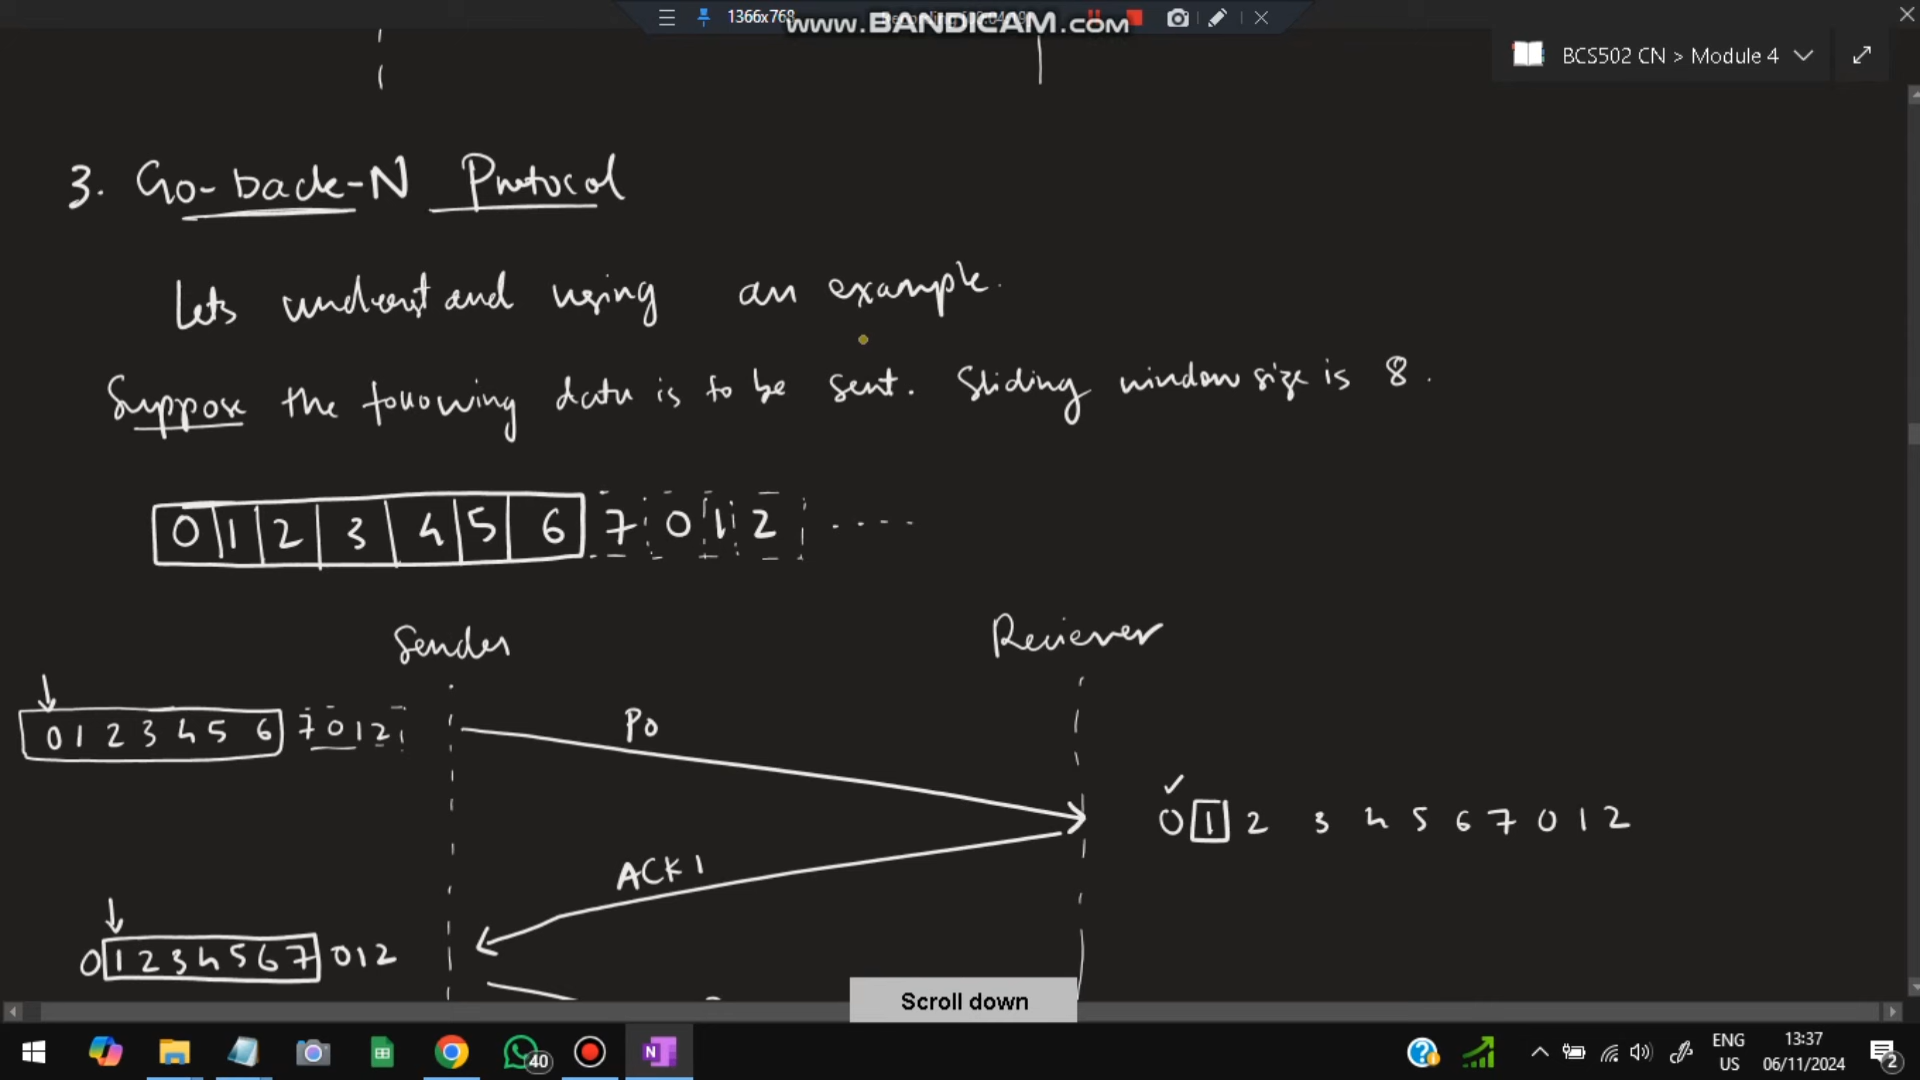 1366x768
www.BANDICAM.com
BCS502 CN > Module 4
3. Go-back-N Protocol
Lets understand using an example.
Suppose the following data is to be sent. Sliding window size is 8.
0 1 2 3 4 5 6 7 0 1 2 ....
Sender
Reciever
0 1 2 3 4 5 6 7 0 1 2
P0
0 1 2 3 4 5 6 7 0 1 2
ACK 1
0 1 2 3 4 5 6 7 0 1 2
Scroll down
40
N
ENG
US
13:37
06/11/2024
2